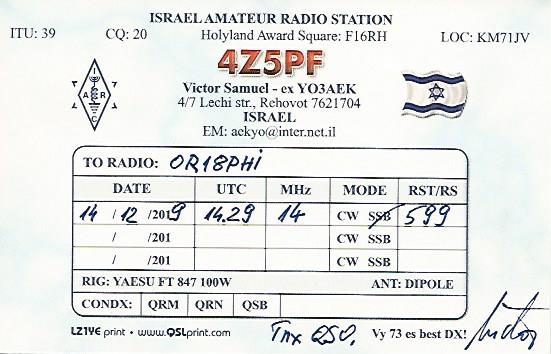 ISRAEL AMATEUR RADIO STATION
ITU: 39 CQ: 20 Holyland Award Square: F16RH LOC: KM71JV
4Z5PF
I A R C
Victor Samuel - ex YO3AEK
4/7 Lechi str., Rehovot 7621704
ISRAEL
EM: aekyo@inter.net.il
TO RADIO: OR18PHI
DATE UTC MHz MODE RST/RS
14 / 12 /2019 14.29 14 CW SSB 599
/ /201 CW SSB
/ /201 CW SSB
RIG: YAESU FT 847 100W ANT: DIPOLE
CONDX: QRM QRN QSB
LZ1YE print • www.QSLprint.com Tnx QSO. Vy 73 es best DX! Victor